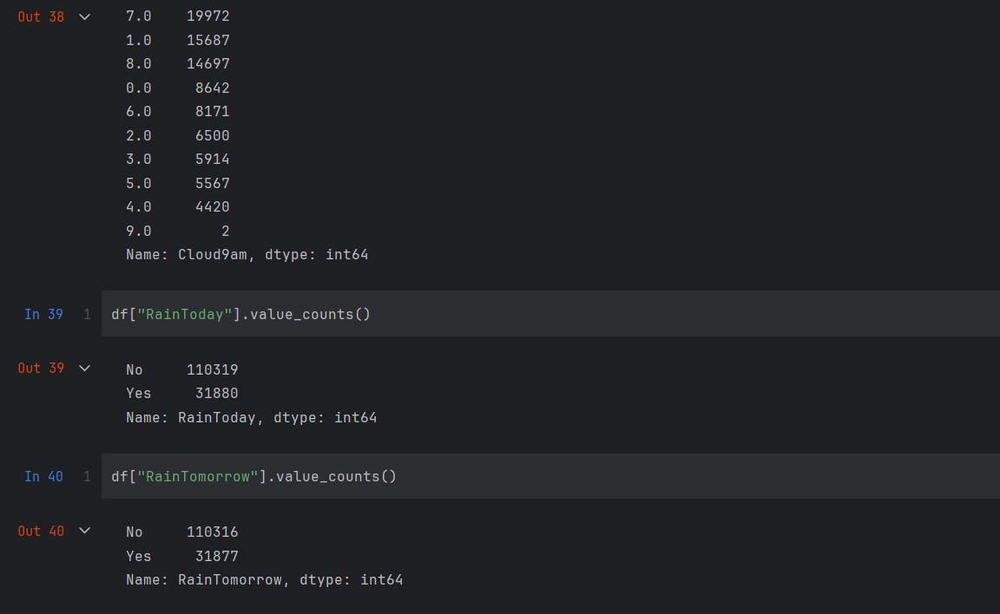 Out 38 7.0 19972
1.0 15687
8.0 14697
0.0 8642
6.0 8171
2.0 6500
3.0 5914
5.0 5567
4.0 4420
9.0 2
Name: Cloud9am, dtype: int64
In 39 1 df["RainToday"].value_counts()
Out 39 No 110319
Yes 31880
Name: RainToday, dtype: int64
In 40 1 df["RainTomorrow"].value_counts()
Out 40 No 110316
Yes 31877
Name: RainTomorrow, dtype: int64